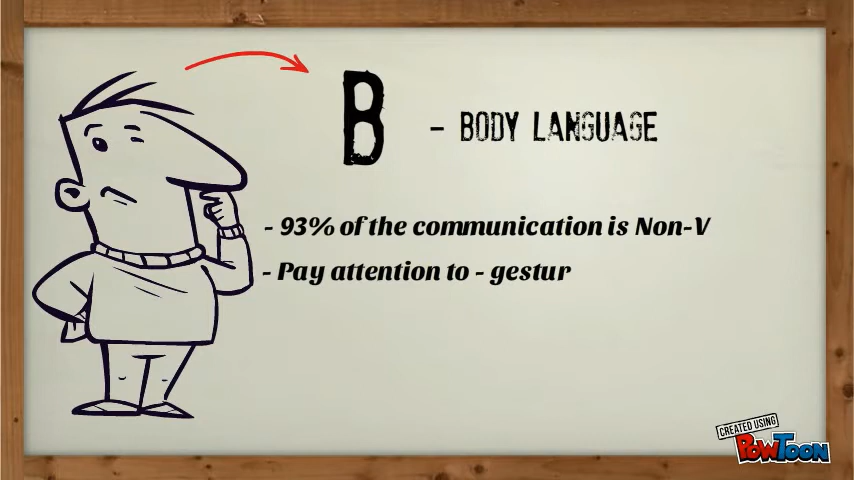 B - BODY LANGUAGE
- 93% of the communication is Non-V
- Pay attention to - gestur
CREATED USING
POWTOON